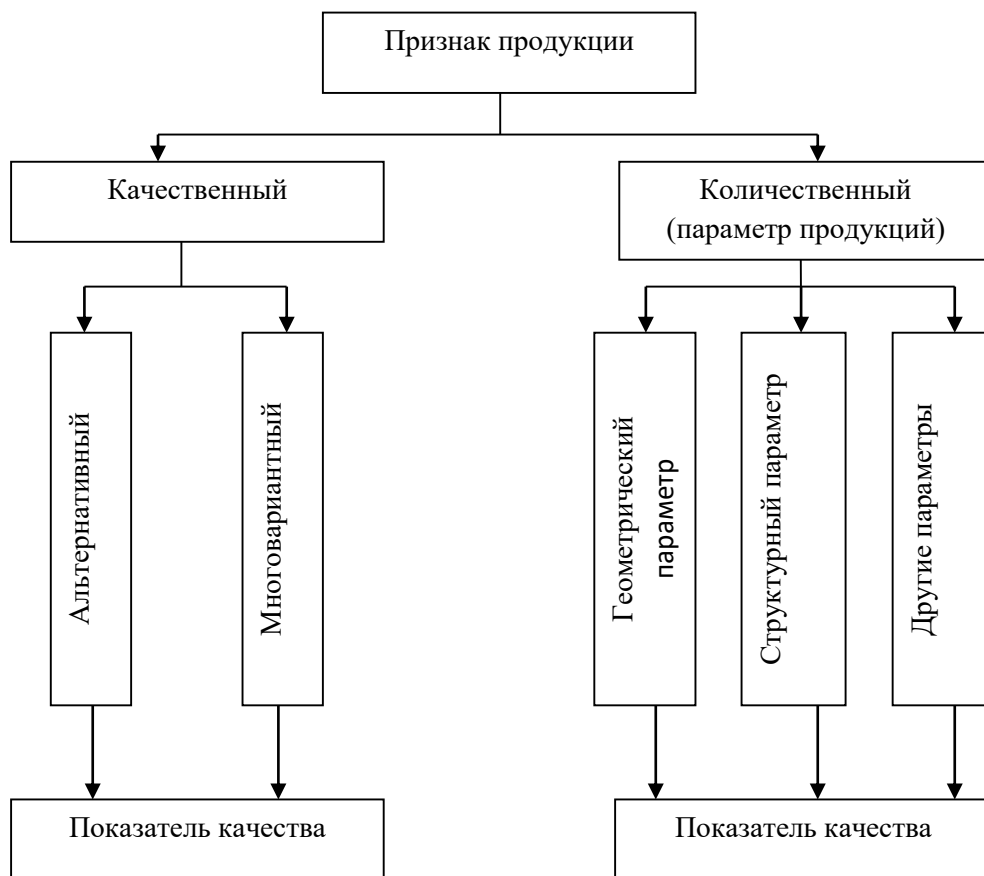 Признак продукции
Качественный
Количественный
(параметр продукций)
Альтернативный
Многовариантный
Геометрический
параметр
Структурный параметр
Другие параметры
Показатель качества
Показатель качества